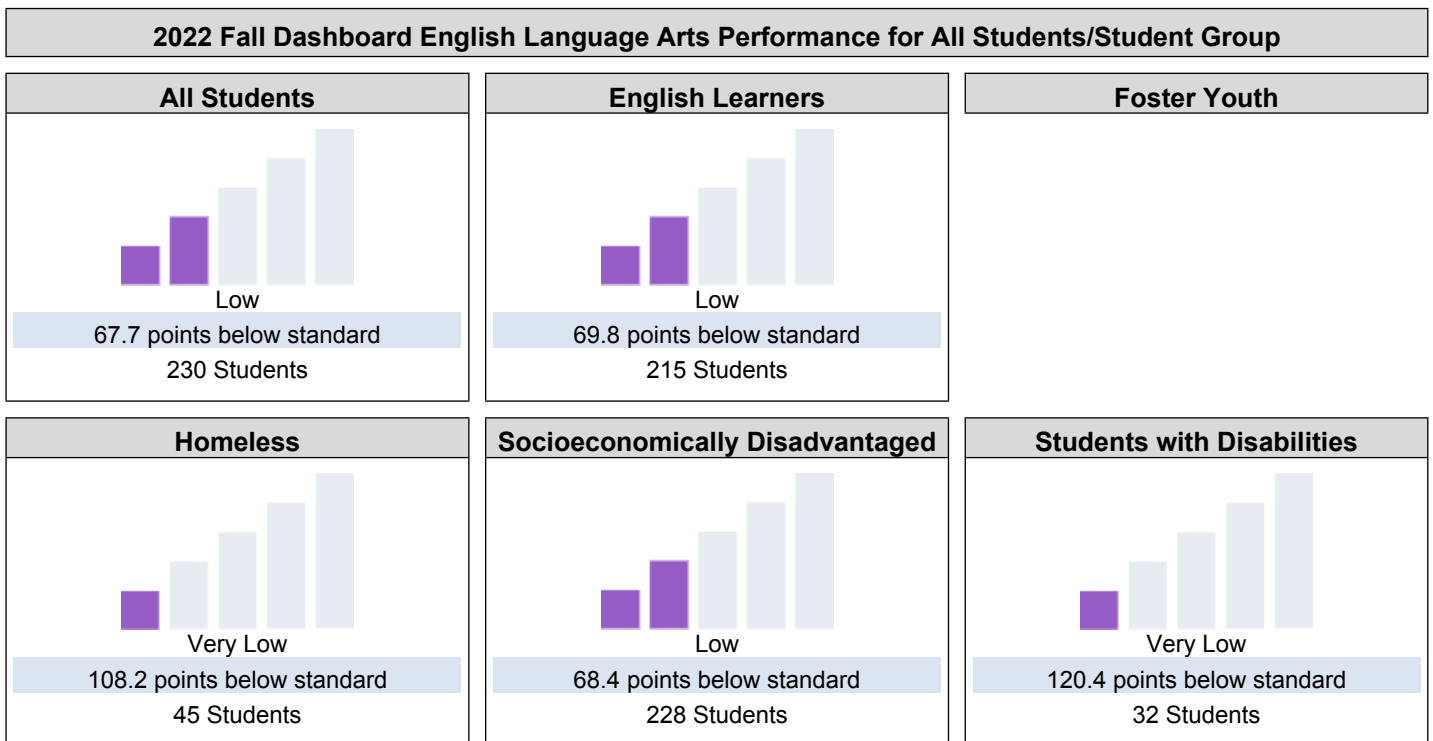 2022 Fall Dashboard English Language Arts Performance for All Students/Student Group
All Students
Low
67.7 points below standard
230 Students
English Learners
Low
69.8 points below standard
215 Students
Foster Youth
Homeless
Very Low
108.2 points below standard
45 Students
Socioeconomically Disadvantaged
Low
68.4 points below standard
228 Students
Students with Disabilities
Very Low
120.4 points below standard
32 Students